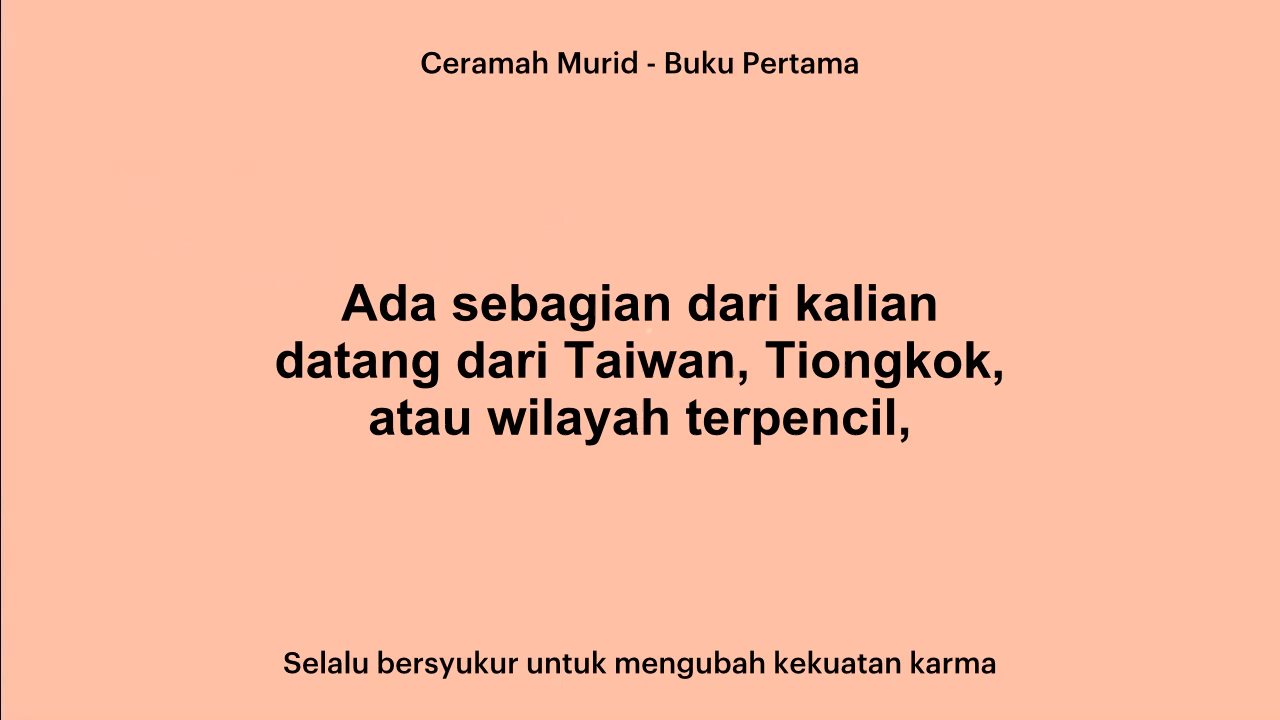 Ceramah Murid - Buku Pertama
Ada sebagian dari kalian
datang dari Taiwan, Tiongkok,
atau wilayah terpencil,
Selalu bersyukur untuk mengubah kekuatan karma